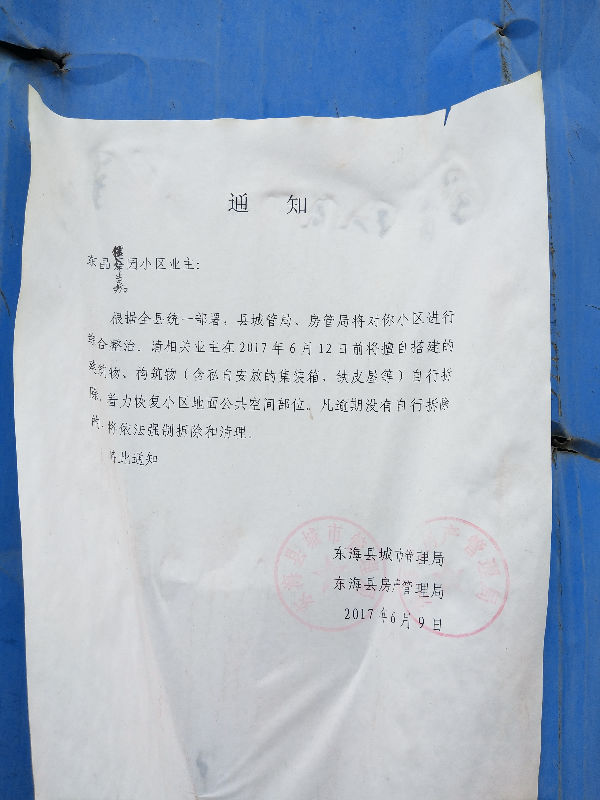 通 知
东晶 园小区业主:
根据全县统一部署，县城管局、房管局将对你小区进行
综合整治。请相关业主在2017年6月12日前将擅自搭建的
建筑物、构筑物（含私自安放的集装箱、铁皮屋等）自行拆
除，着力恢复小区地面公共空间部位。凡逾期没有自行拆除
的，将依法强制拆除和清理。
特此通知
东海县城市管理局
东海县房产管理局
2017年6月9日